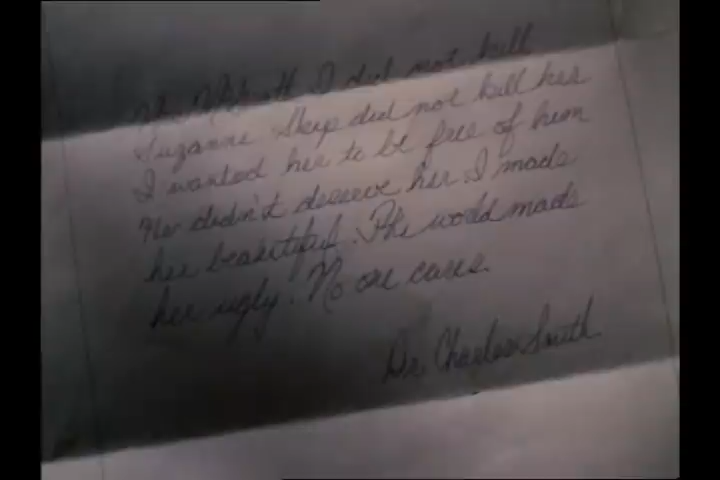 I did not kill
Suzanne. Skip did not kill her
I wanted her to be free of him
He didn't deserve her. I made
her beautiful. The world made
her ugly. No one cares.
Dr. Charles South